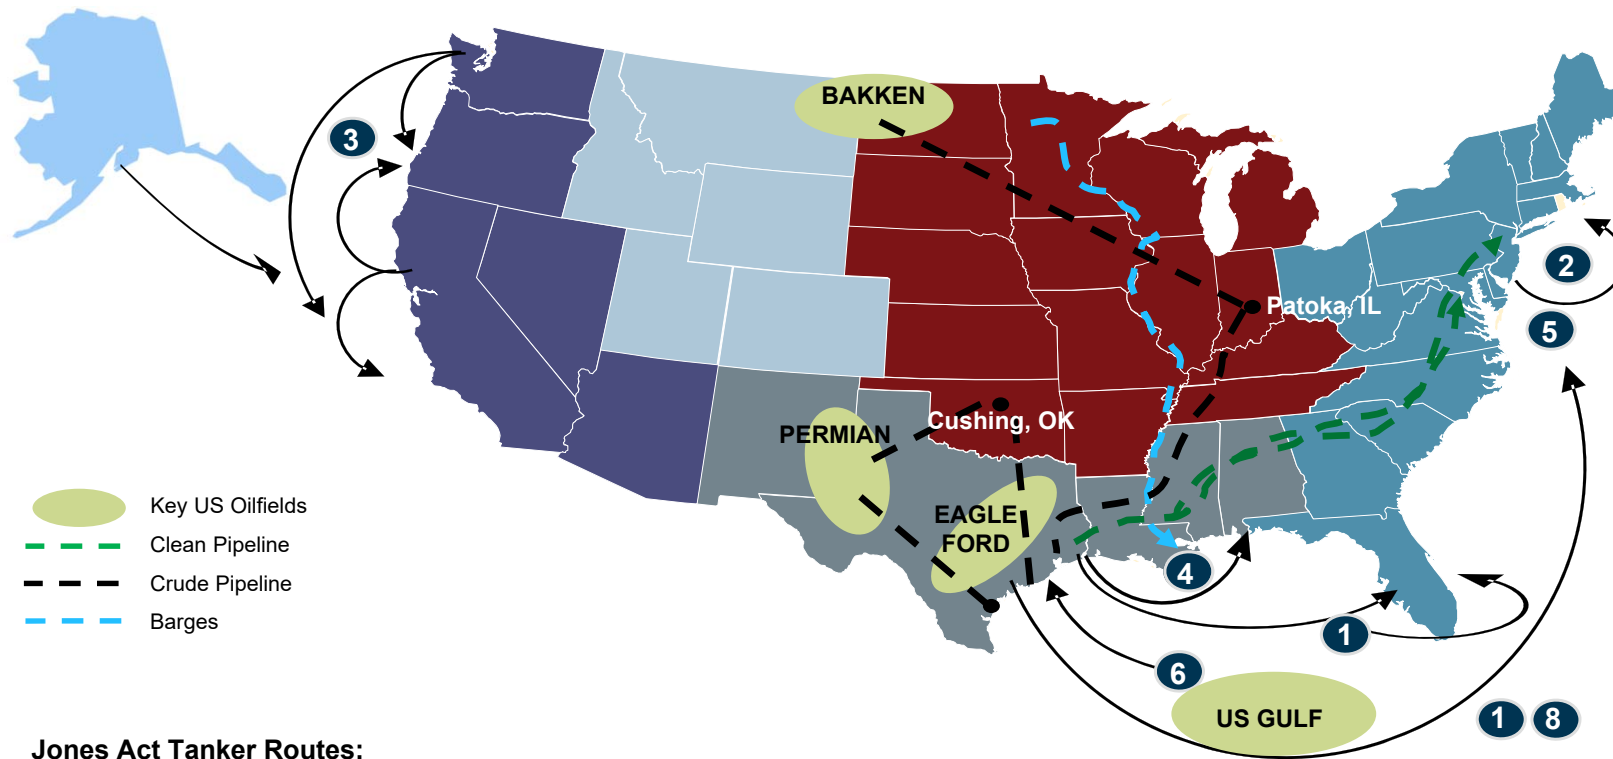 BAKKEN
3
2
Patoka, IL
5
Cushing, OK
PERMIAN
Key US Oilfields
EAGLE
FORD
Clean Pipeline
4
Crude Pipeline
Barges
1
6
US GULF
1 8
Jones Act Tanker Routes: